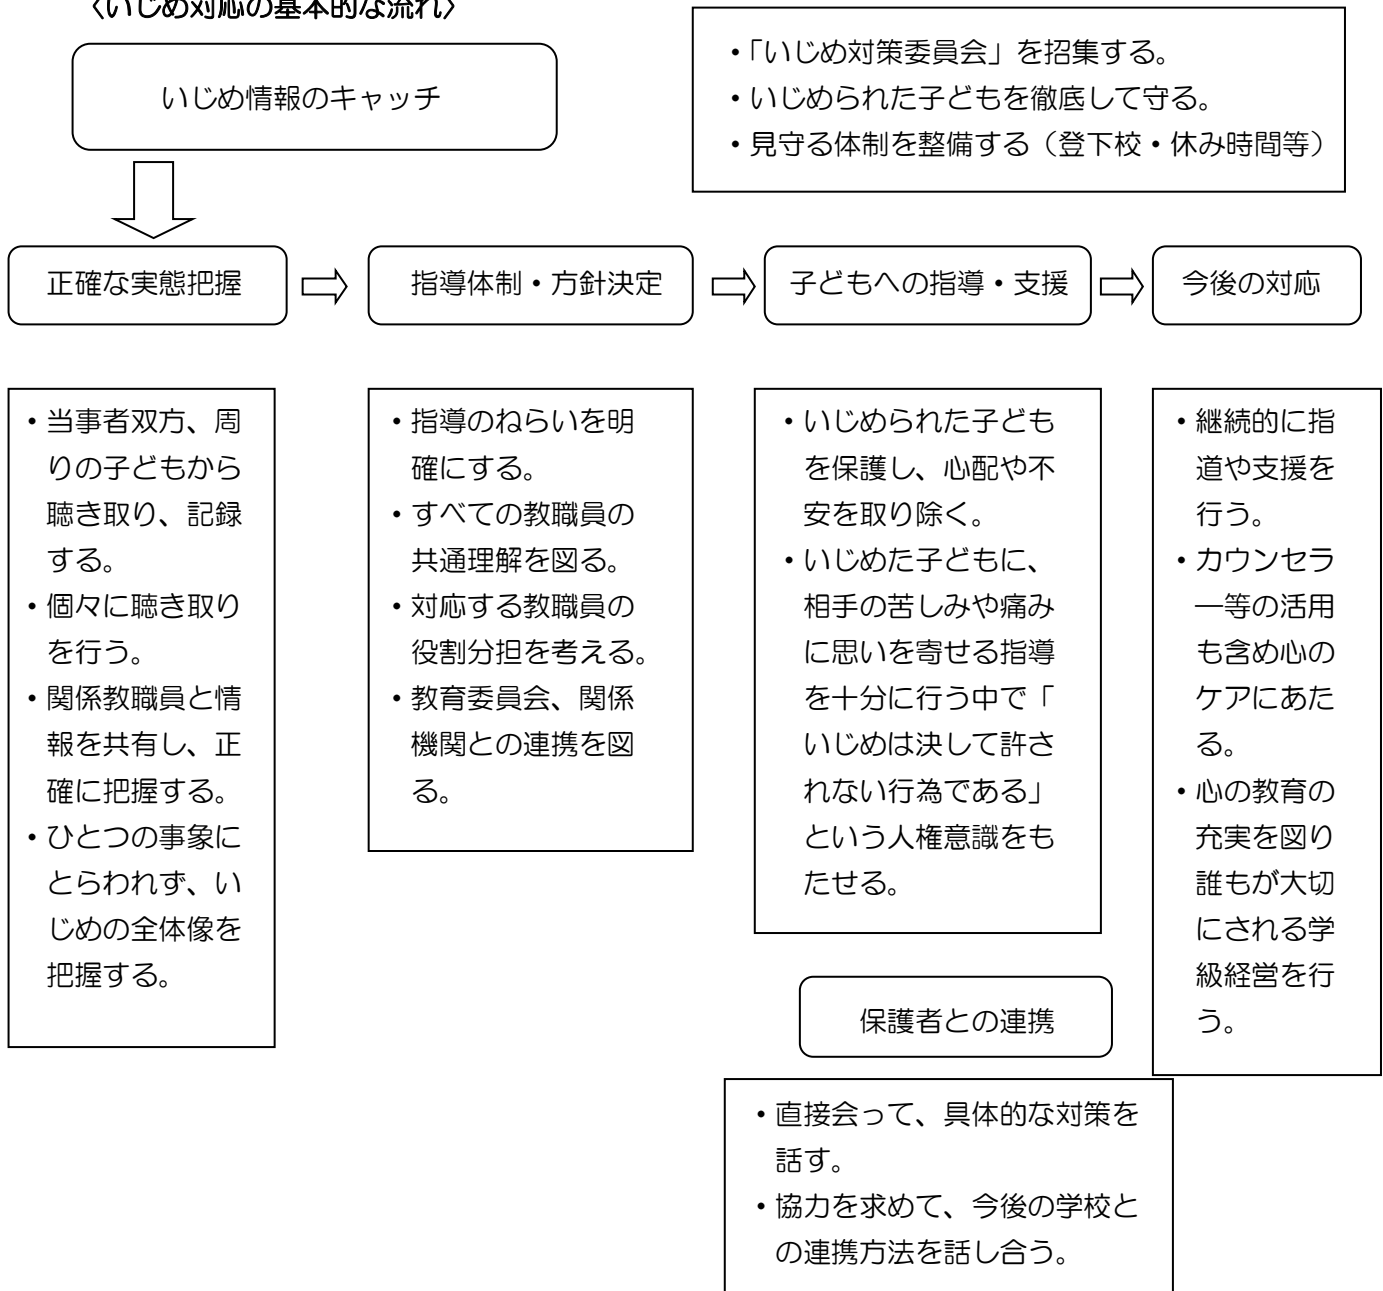 〈いじめ対応の基本的な流れ〉
いじめ情報のキャッチ
・「いじめ対策委員会」を招集する。
・いじめられた子どもを徹底して守る。
・見守る体制を整備する（登下校・休み時間等）
正確な実態把握
指導体制・方針決定
子どもへの指導・支援
今後の対応
・当事者双方、周
りの子どもから
聴き取り、記録
する。
・個々に聴き取り
を行う。
・関係教職員と情
報を共有し、正
確に把握する。
・ひとつの事象に
とらわれず、い
じめの全体像を
把握する。
・指導のねらいを明
確にする。
・すべての教職員の
共通理解を図る。
・対応する教職員の
役割分担を考える。
・教育委員会、関係
機関との連携を図
る。
・いじめられた子ども
を保護し、心配や不
安を取り除く。
・いじめた子どもに、
相手の苦しみや痛み
に思いを寄せる指導
を十分に行う中で「
いじめは決して許さ
れない行為である」
という人権意識をも
たせる。
・継続的に指
道や支援を
行う。
・カウンセラ
―等の活用
も含め心の
ケアにあた
る。
・心の教育の
充実を図り
誰もが大切
にされる学
級経営を行
う。
保護者との連携
・直接会って、具体的な対策を
話す。
・協力を求めて、今後の学校と
の連携方法を話し合う。